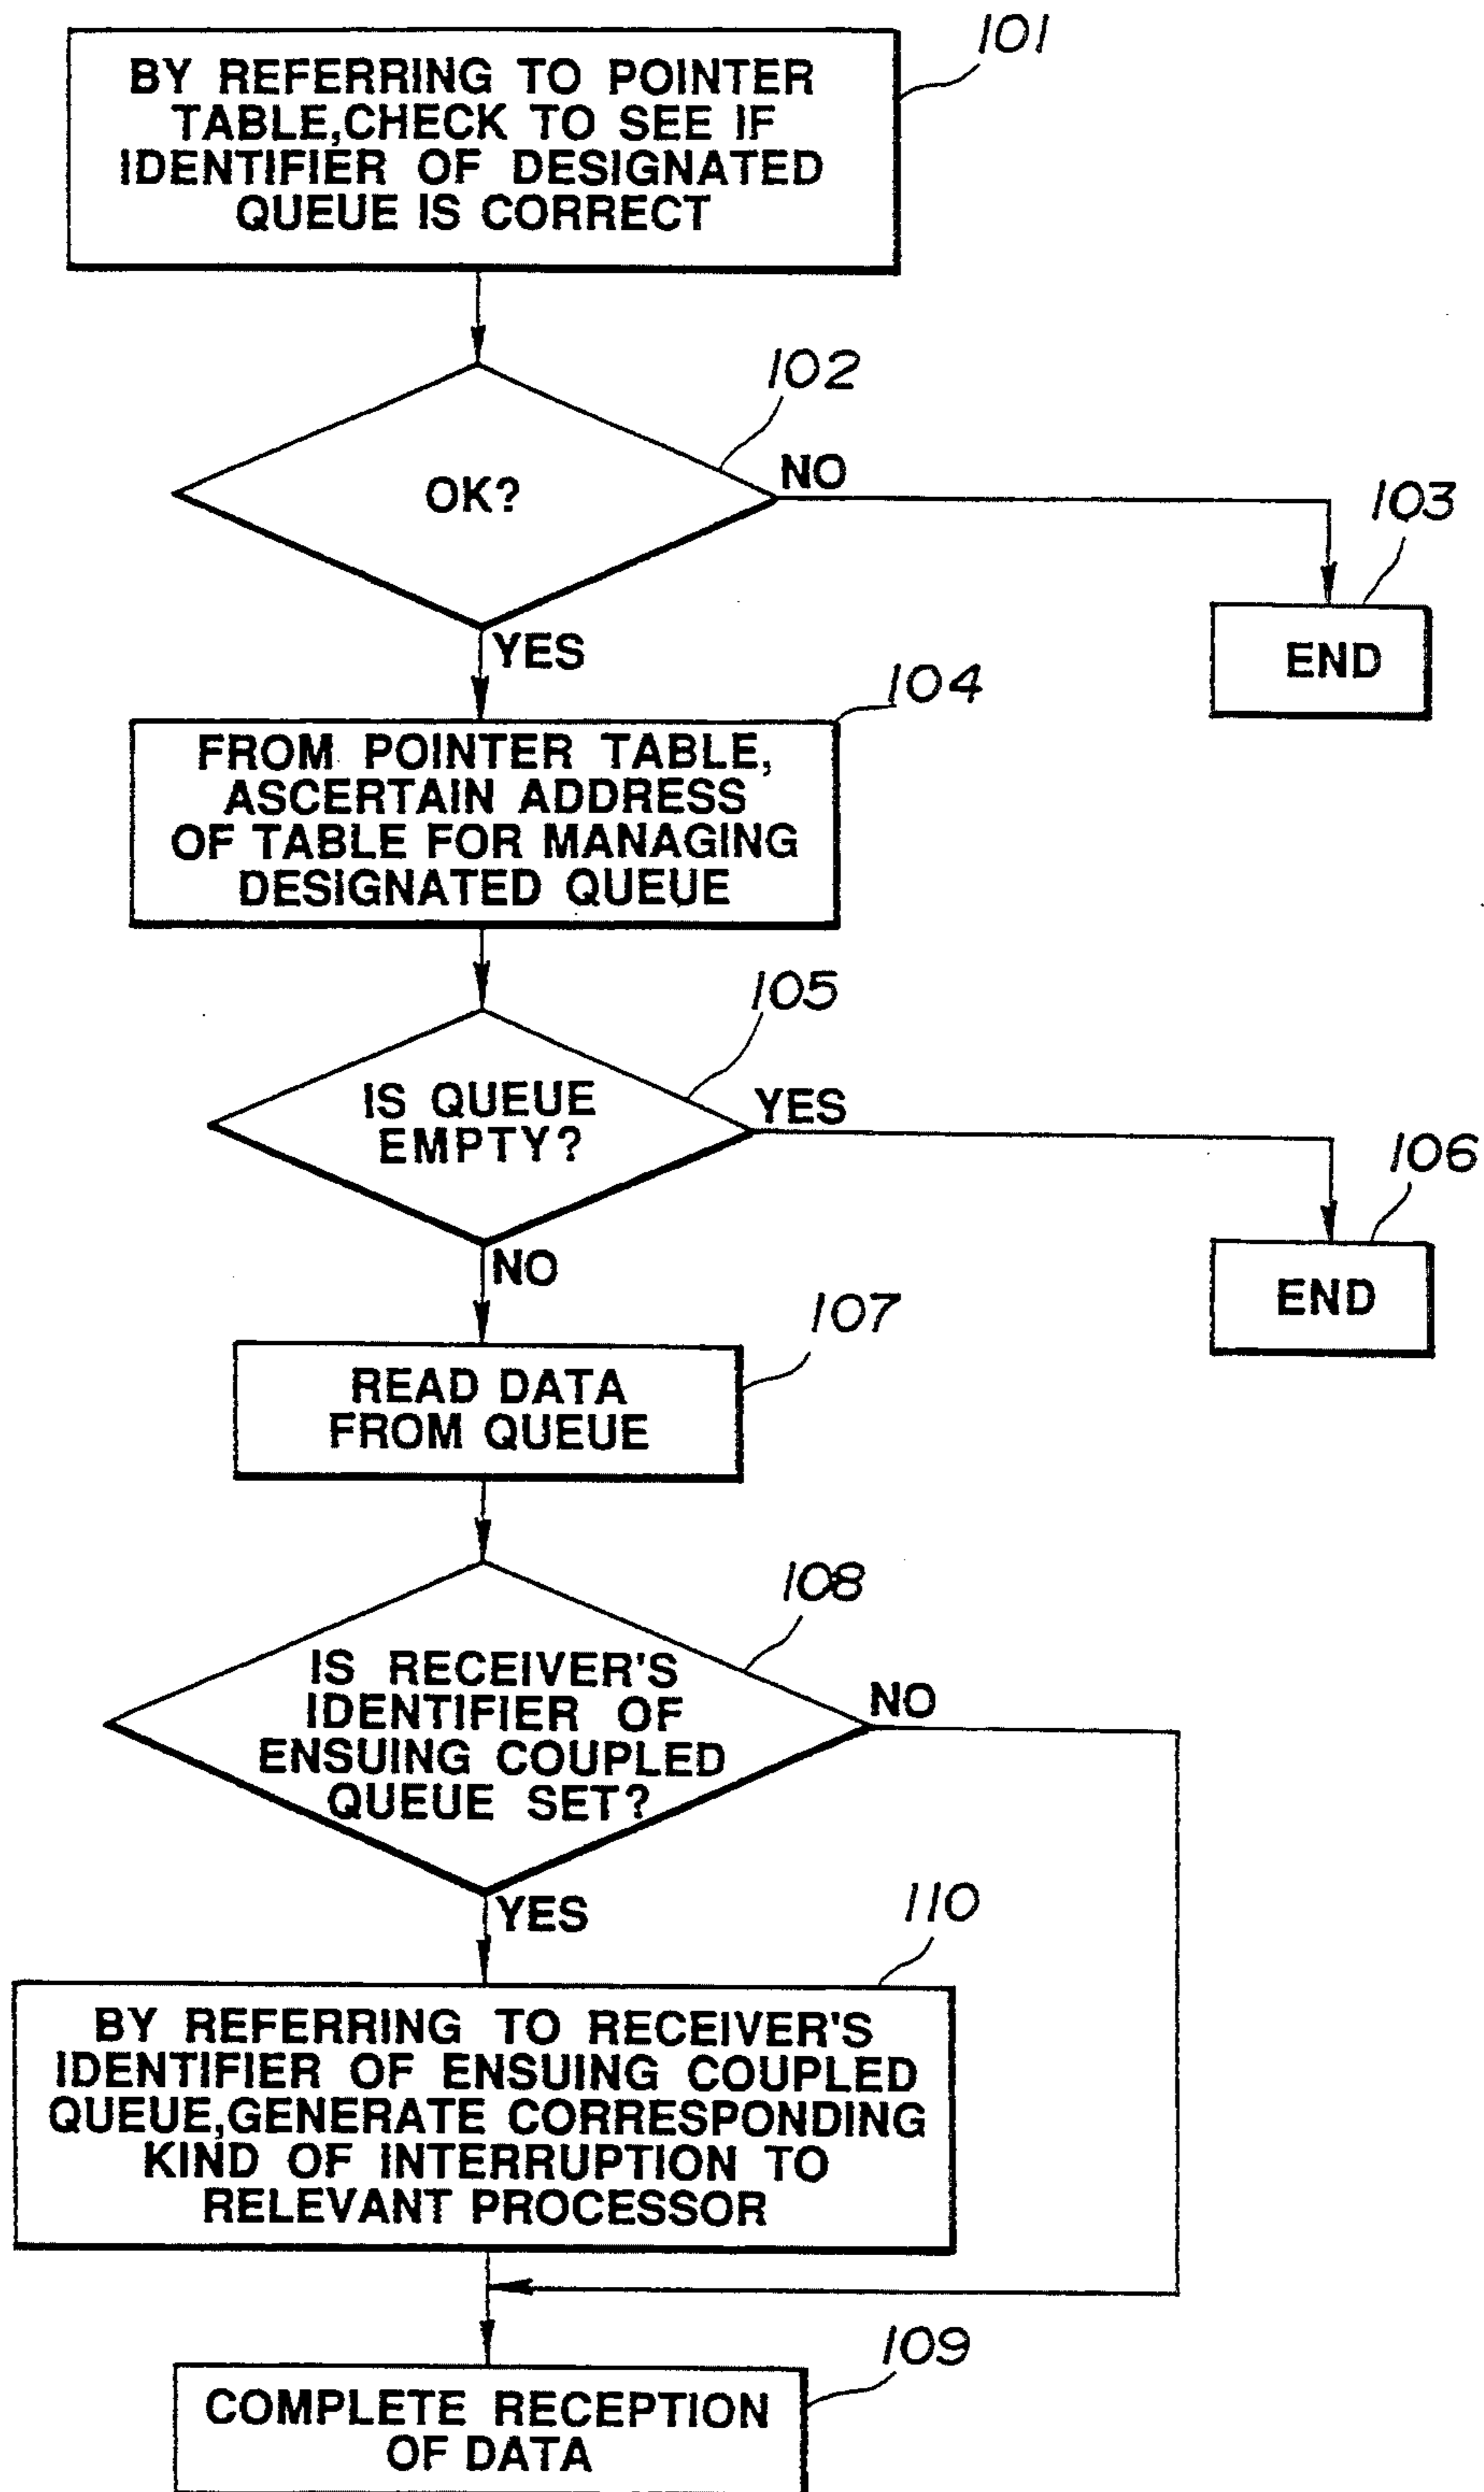 101
BY REFERRING TO POINTER
TABLE,CHECK TO SEE IF
IDENTIFIER OF DESIGNATED
QUEUE IS CORRECT
102
OK?
NO
103
END
YES
104
FROM POINTER TABLE,
ASCERTAIN ADDRESS
OF TABLE FOR MANAGING
DESIGNATED QUEUE
105
IS QUEUE
EMPTY?
YES
106
END
NO
107
READ DATA
FROM QUEUE
108
IS RECEIVER'S
IDENTIFIER OF
ENSUING COUPLED
QUEUE SET?
NO
YES
110
BY REFERRING TO RECEIVER'S
IDENTIFIER OF ENSUING COUPLED
QUEUE,GENERATE CORRESPONDING
KIND OF INTERRUPTION TO
RELEVANT PROCESSOR
109
COMPLETE RECEPTION
OF DATA